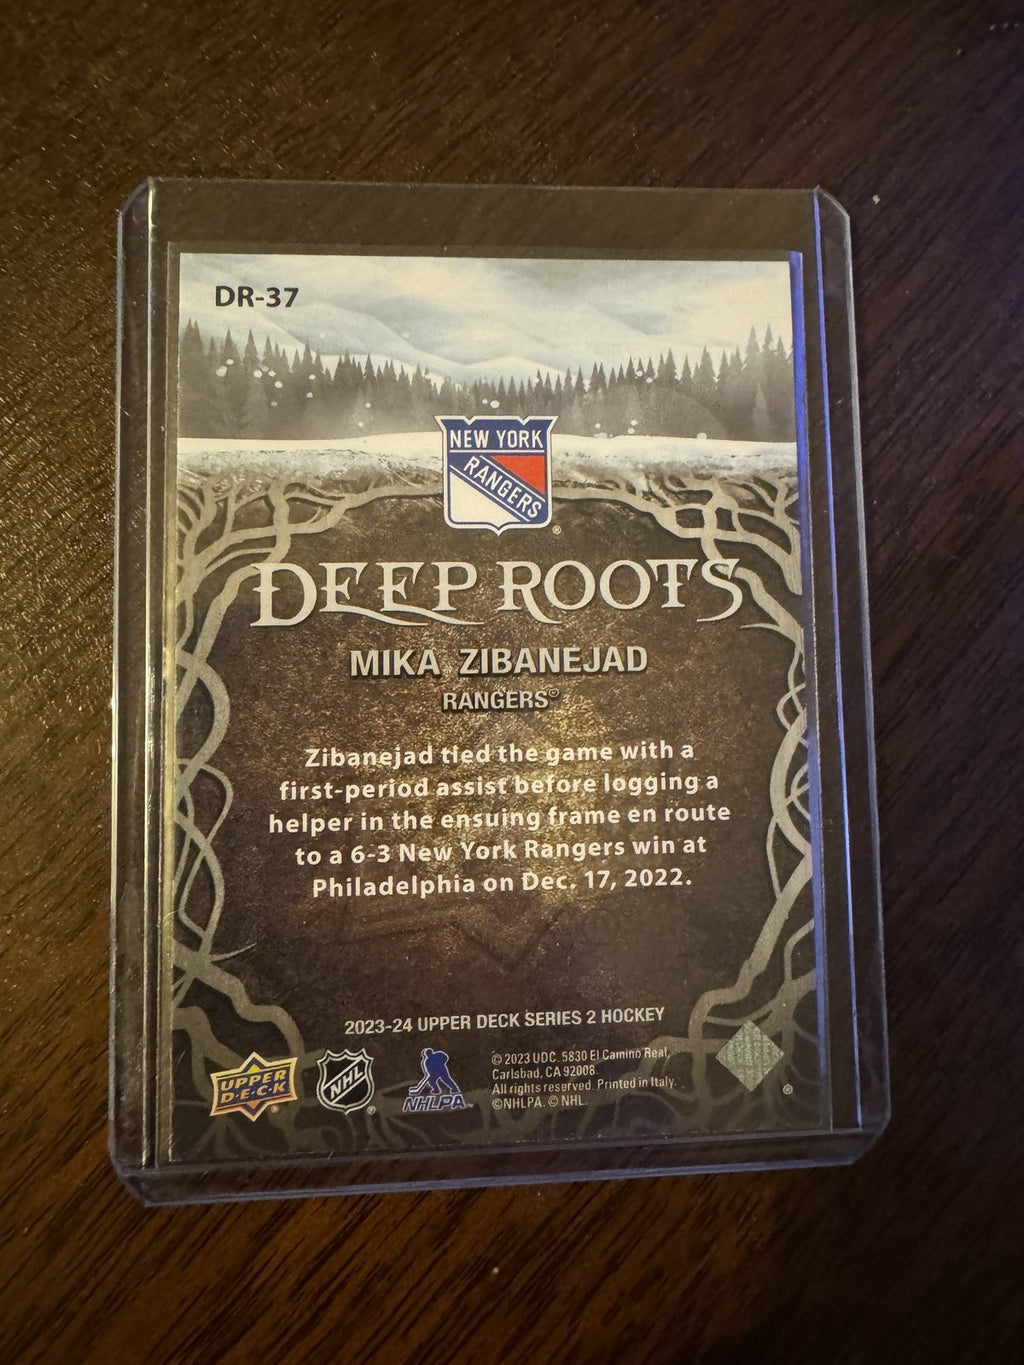 DR-37
NEW YORK
RANGERS
®
DEEP ROOTS
MIKA ZIBANEJAD
RANGERS®
Zibanejad tied the game with a
first-period assist before logging a
helper in the ensuing frame en route
to a 6-3 New York Rangers win at
Philadelphia on Dec. 17, 2022.
2023-24 UPPER DECK SERIES 2 HOCKEY
UPPER
D·E·C·K
NHL
NHLPA
© 2023 UDC. 5830 El Camino Real,
Carlsbad, CA 92008.
All rights reserved. Printed in Italy.
©NHLPA. © NHL.